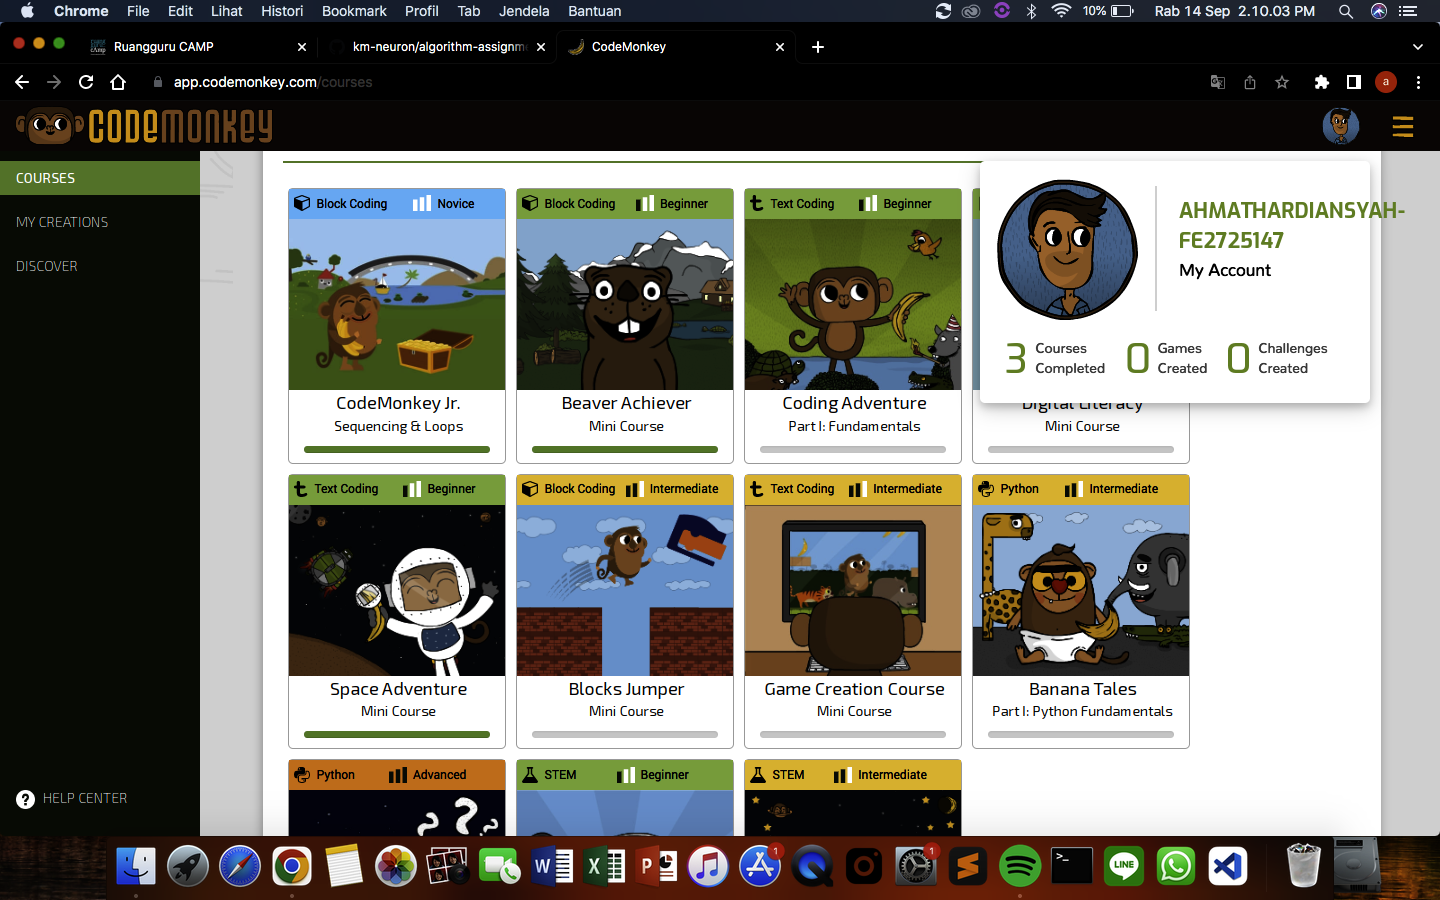 Chrome File Edit Lihat Histori Bookmark Profil Tab Jendela Bantuan 10% Rab 14 Sep 2.10.03 PM
Ruangguru CAMP km-neuron/algorithm-assignm CodeMonkey
app.codemonkey.com/courses a
CODEMONKEY
COURSES
MY CREATIONS
DISCOVER
HELP CENTER
AHMATHARDIANSYAH-
FE2725147
My Account
3 Courses Completed
0 Games Created
0 Challenges Created
Block Coding Novice
CodeMonkey Jr.
Sequencing & Loops
Block Coding Beginner
Beaver Achiever
Mini Course
t Text Coding Beginner
Coding Adventure
Part I: Fundamentals
Digital Literacy
Mini Course
t Text Coding Beginner
Space Adventure
Mini Course
Block Coding Intermediate
Blocks Jumper
Mini Course
t Text Coding Intermediate
Game Creation Course
Mini Course
Python Intermediate
Banana Tales
Part I: Python Fundamentals
Python Advanced
? ? ?
STEM Beginner
STEM Intermediate
W X P 1 1 >_ LINE